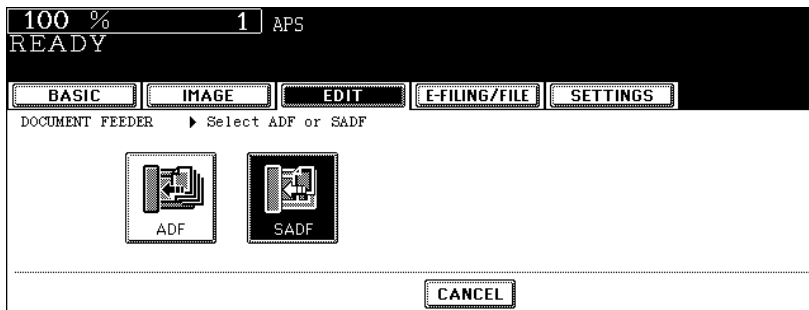 100 % 1 APS
READY
BASIC IMAGE EDIT E-FILING/FILE SETTINGS
DOCUMENT FEEDER ▶ Select ADF or SADF
ADF SADF
CANCEL